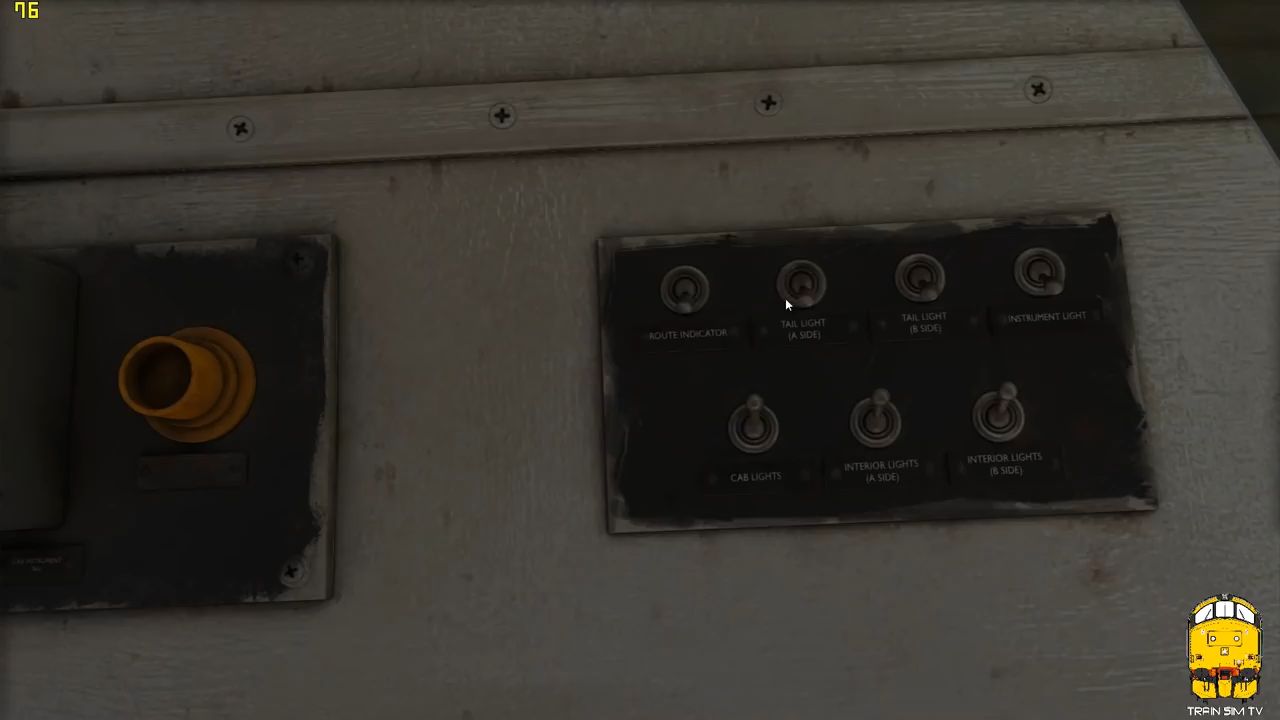 76
ROUTE INDICATOR
TAIL LIGHT
(A SIDE)
TAIL LIGHT
(B SIDE)
INSTRUMENT LIGHT
CAB LIGHTS
INTERIOR LIGHTS
(A SIDE)
INTERIOR LIGHTS
(B SIDE)
TRAIN SIM TV